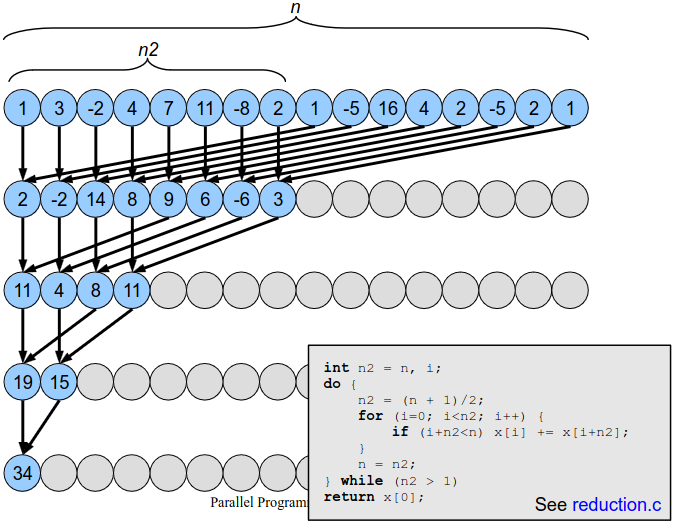 n
n2
1 3 -2 4 7 11 -8 2 1 -5 16 4 2 -5 2 1
2 -2 14 8 9 6 -6 3
11 4 8 11
19 15
34
int n2 = n, i;
do {
n2 = (n + 1)/2;
for (i=0; i<n2; i++) {
if (i+n2<n) x[i] += x[i+n2];
}
n = n2;
} while (n2 > 1)
return x[0];
See reduction.c
Parallel